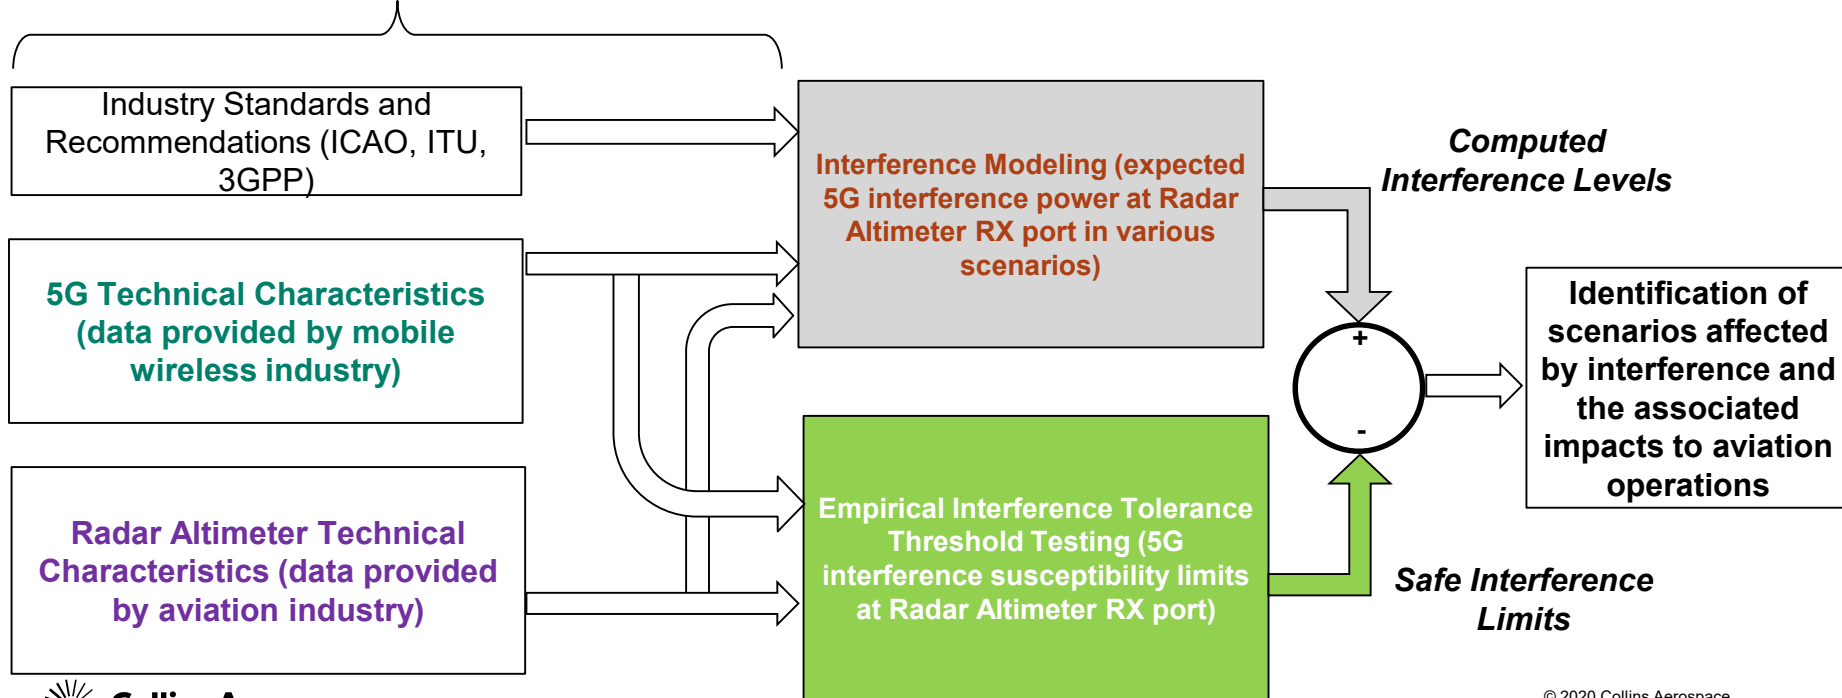 Industry Standards and
Recommendations (ICAO, ITU,
3GPP)
5G Technical Characteristics
(data provided by mobile
wireless industry)
Radar Altimeter Technical
Characteristics (data provided
by aviation industry)
Interference Modeling (expected
5G interference power at Radar
Altimeter RX port in various
scenarios)
Empirical Interference Tolerance
Threshold Testing (5G
interference susceptibility limits
at Radar Altimeter RX port)
Computed
Interference Levels
+
-
Safe Interference
Limits
Identification of
scenarios affected
by interference and
the associated
impacts to aviation
operations
© 2020 Collins Aerospace